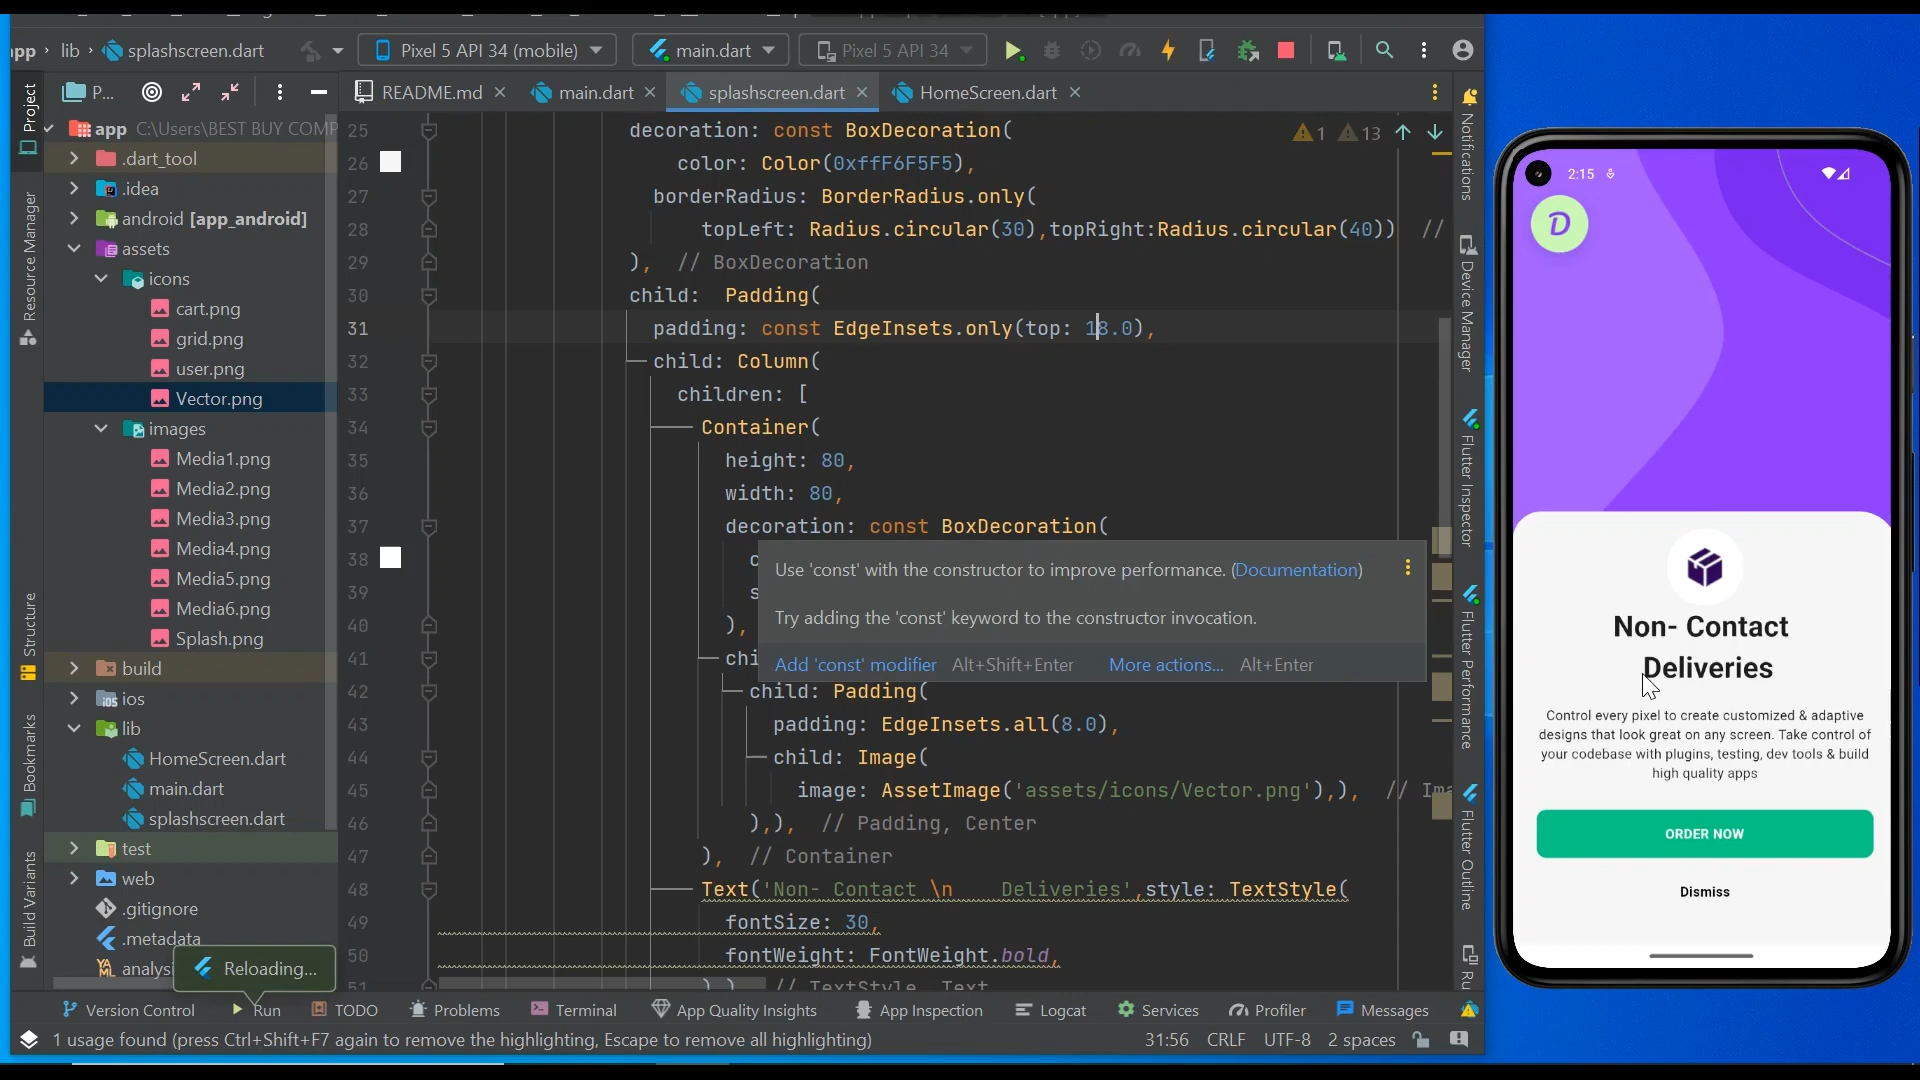 app › lib › splashscreen.dart
Pixel 5 API 34 (mobile)
main.dart
Pixel 5 API 34
Project
P...
README.md
main.dart
splashscreen.dart
HomeScreen.dart
Notifications
Resource Manager
Device Manager
Flutter Inspector
Flutter Performance
Flutter Outline
Structure
Bookmarks
Build Variants
app C:\Users\BEST BUY COMP
.dart_tool
.idea
android [app_android]
assets
icons
cart.png
grid.png
user.png
Vector.png
images
Media1.png
Media2.png
Media3.png
Media4.png
Media5.png
Media6.png
Splash.png
build
ios
lib
HomeScreen.dart
main.dart
splashscreen.dart
test
web
.gitignore
.metadata
analysi
Reloading...
1 13
25 decoration: const BoxDecoration(
26 color: Color(0xffF6F5F5),
27 borderRadius: BorderRadius.only(
28 topLeft: Radius.circular(30),topRight:Radius.circular(40)) //
29 ), // BoxDecoration
30 child: Padding(
31 padding: const EdgeInsets.only(top: 18.0),
32 child: Column(
33 children: [
34 Container(
35 height: 80,
36 width: 80,
37 decoration: const BoxDecoration(
38 c
39 s
40 ),
41 chi
42 child: Padding(
43 padding: EdgeInsets.all(8.0),
44 child: Image(
45 image: AssetImage('assets/icons/Vector.png'),), // Ima
46 ),), // Padding, Center
47 ), // Container
48 Text('Non- Contact \n    Deliveries',style: TextStyle(
49 fontSize: 30,
50 fontWeight: FontWeight.bold,
51 ),) // TextStyle, Text
Use 'const' with the constructor to improve performance. (Documentation)
Try adding the 'const' keyword to the constructor invocation.
Add 'const' modifier Alt+Shift+Enter More actions... Alt+Enter
Version Control
Run
TODO
Problems
Terminal
App Quality Insights
App Inspection
Logcat
Services
Profiler
Messages
Ru
1 usage found (press Ctrl+Shift+F7 again to remove the highlighting, Escape to remove all highlighting)
31:56 CRLF UTF-8 2 spaces
2:15
D
Non- Contact
Deliveries
Control every pixel to create customized & adaptive
designs that look great on any screen. Take control of
your codebase with plugins, testing, dev tools & build
high quality apps
ORDER NOW
Dismiss